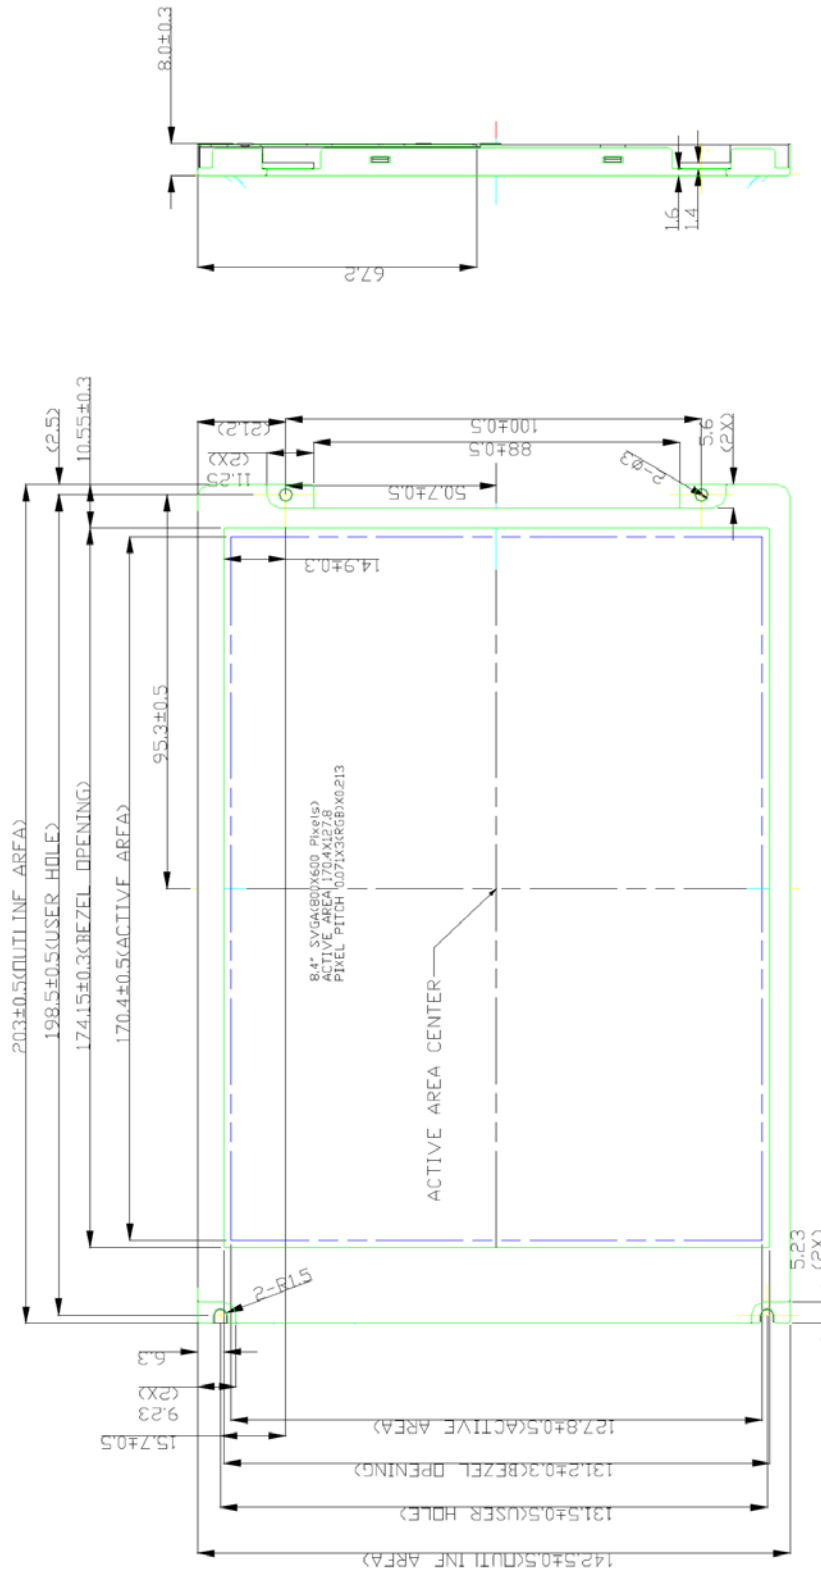 8.0±0.3
1.6
1.4
67.2
(2.5)
10.55±0.3
(21.2)
100±0.5
11.25
(2X)
88±0.5
5.6
(2X)
2-Ø3
50.7±0.5
14.9±0.3
95.3±0.5
203±0.5(OUTLINE AREA)
198.5±0.5(USER HOLE)
174.15±0.3(BEZEL OPENING)
170.4±0.5(ACTIVE AREA)
8.4" SVGA(800X600 Pixels)
ACTIVE AREA 170.4X127.8
PIXEL PITCH 0.071X3(RGB)X0.213
ACTIVE AREA CENTER
2-R1.5
5.23
(2X)
6.3
9.23
(2X)
15.7±0.5
127.8±0.5(ACTIVE AREA)
131.2±0.3(BEZEL OPENING)
131.5±0.5(USER HOLE)
142.5±0.5(OUTLINE AREA)